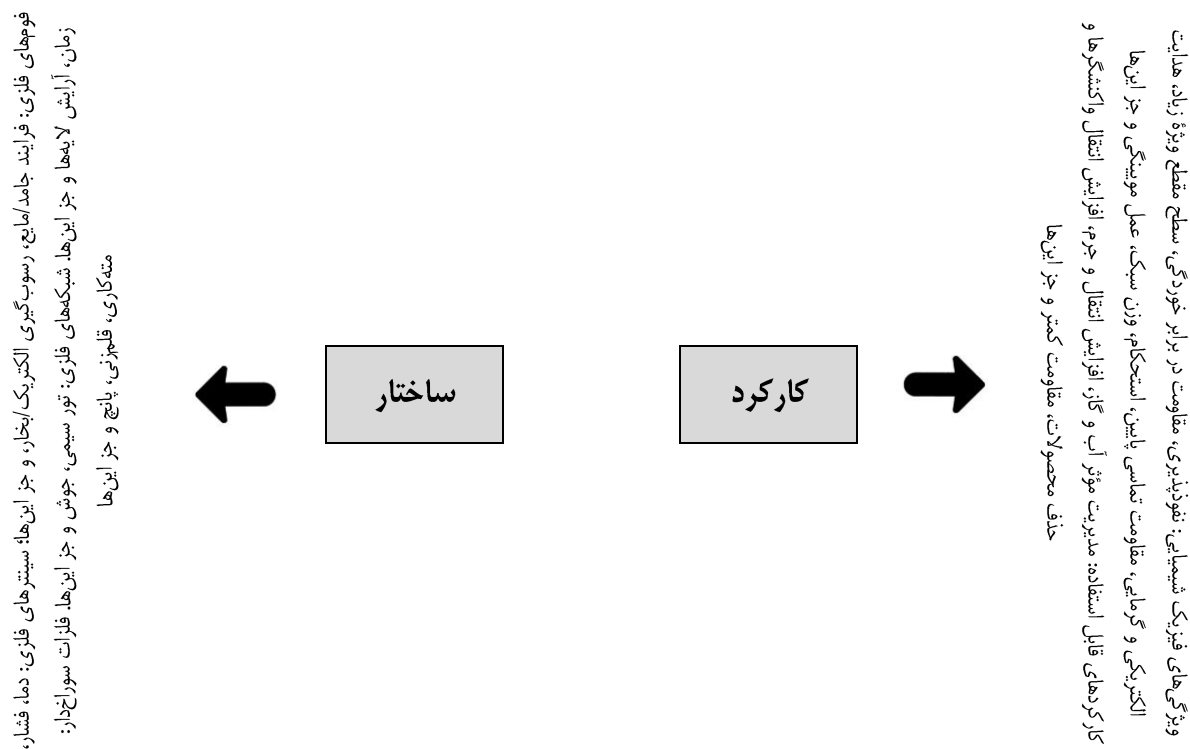 ویژگی‌های فیزیک شیمیایی: نفوذپذیری، مقاومت در برابر خوردگی، سطح مقطع ویژهٔ زیاد، هدایت
الکتریکی و گرمایی، مقاومت تماسی پایین، استحکام، وزن سبک، عمل مویینگی و جز این‌ها
کارکردهای قابل استفاده: مدیریت مؤثر آب و گاز، افزایش انتقال و جرم، افزایش انتقال واکنشگرها و
حذف محصولات، مقاومت کمتر و جز این‌ها
کارکرد
ساختار
فوم‌های فلزی: فرایند جامد/مایع، رسوب‌گیری الکتریک/بخار، و جز این‌ها؛ سینترهای فلزی: دما، فشار،
زمان، آرایش لایه‌ها و جز این‌ها. شبکه‌های فلزی: تور سیمی، جوش و جز این‌ها. فلزات سوراخ‌دار:
مته‌کاری، قلم‌زنی، پانچ و جز این‌ها